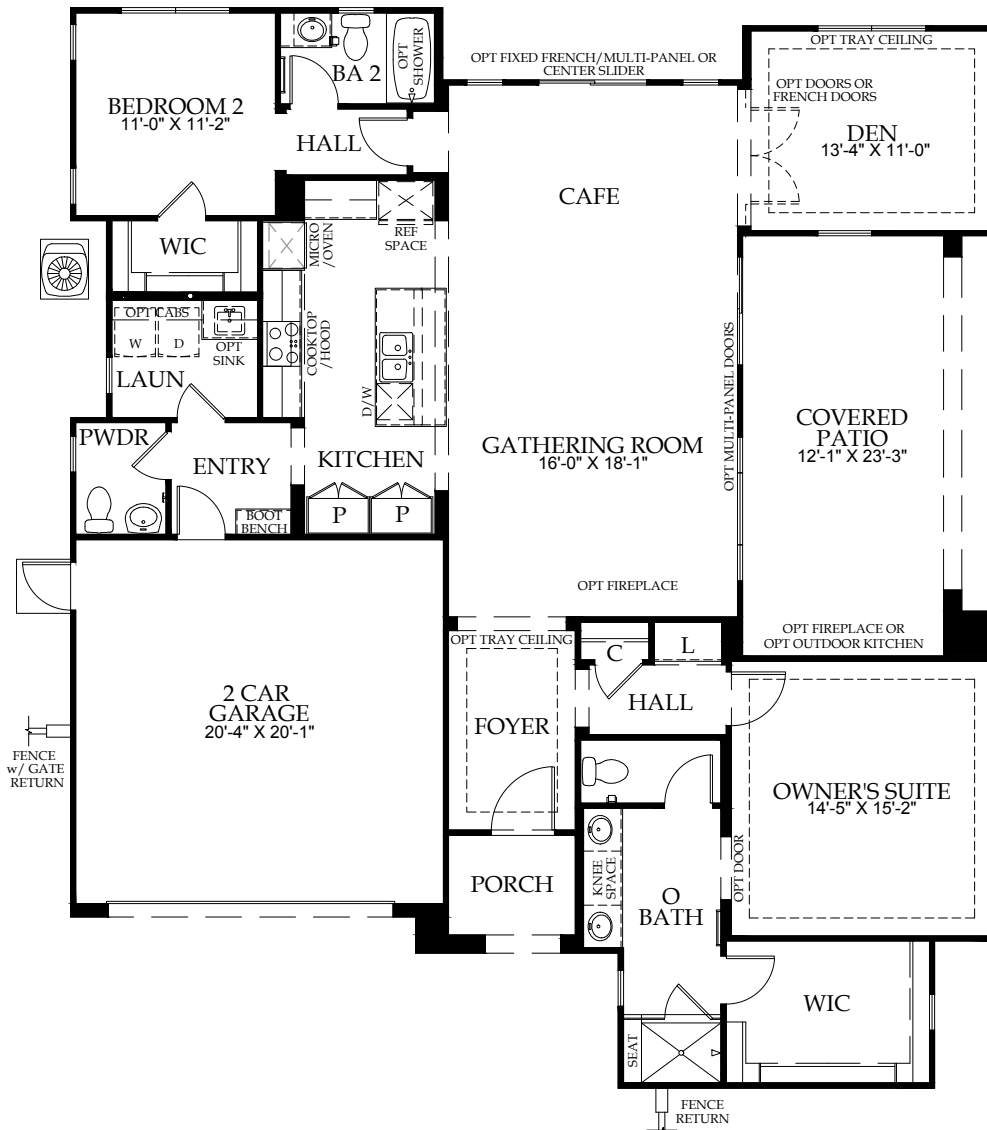 OPT TRAY CEILING
OPT
SHOWER
BA 2
OPT FIXED FRENCH/MULTI-PANEL OR
CENTER SLIDER
OPT DOORS OR
FRENCH DOORS
BEDROOM 2
11'-0" X 11'-2"
HALL
DEN
13'-4" X 11'-0"
CAFE
WIC
MICRO
/OVEN
REF
SPACE
OPT CABS
W
D
OPT
SINK
LAUN
COOKTOP
/HOOD
D/W
OPT MULTI-PANEL DOORS
COVERED
PATIO
12'-1" X 23'-3"
PWDR
ENTRY
KITCHEN
GATHERING ROOM
16'-0" X 18'-1"
BOOT
BENCH
P
P
OPT FIREPLACE
OPT FIREPLACE OR
OPT OUTDOOR KITCHEN
OPT TRAY CEILING
C
L
2 CAR
GARAGE
20'-4" X 20'-1"
FOYER
HALL
FENCE
w/ GATE
RETURN
OWNER'S SUITE
14'-5" X 15'-2"
PORCH
KNEE
SPACE
O
BATH
OPT DOOR
WIC
SEAT
FENCE
RETURN